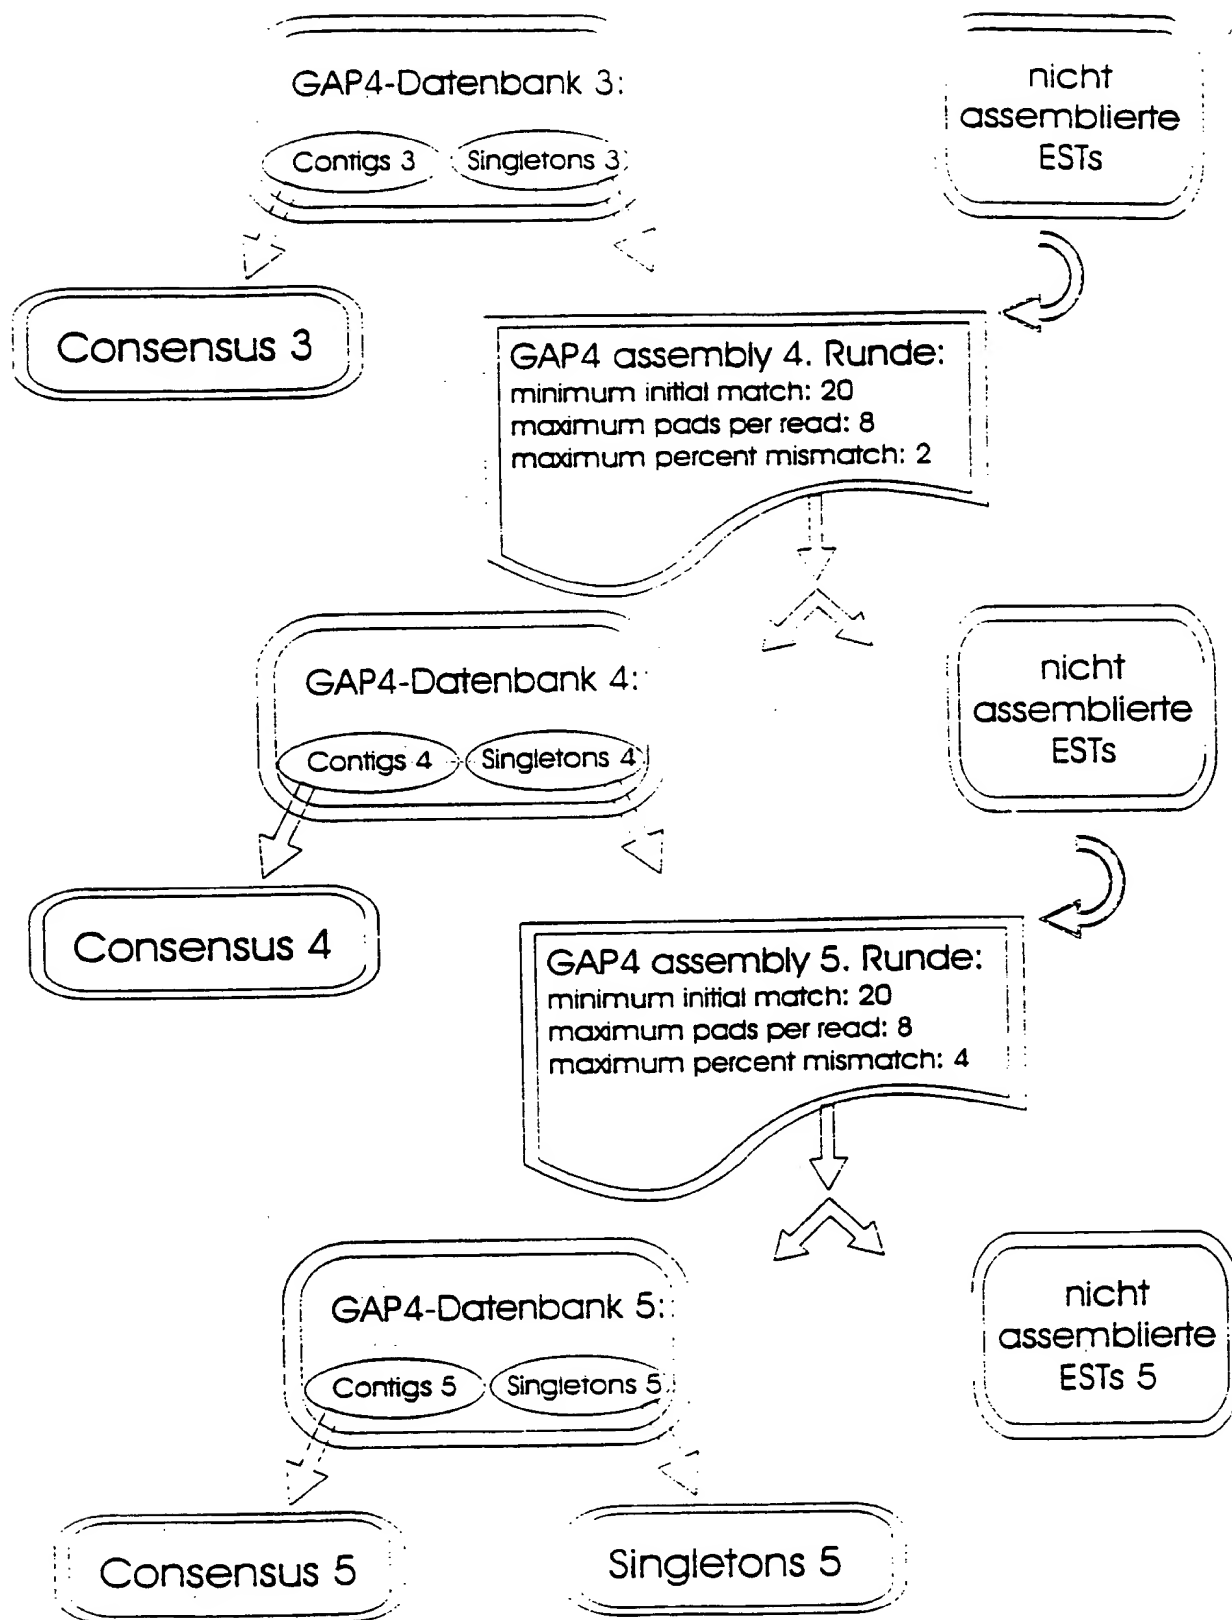 GAP4-Datenbank 3:
Contigs 3
Singletons 3
nicht
assemblierte
ESTs
Consensus 3
GAP4 assembly 4. Runde:
minimum initial match: 20
maximum pads per read: 8
maximum percent mismatch: 2
GAP4-Datenbank 4:
Contigs 4
Singletons 4
nicht
assemblierte
ESTs
Consensus 4
GAP4 assembly 5. Runde:
minimum initial match: 20
maximum pads per read: 8
maximum percent mismatch: 4
GAP4-Datenbank 5:
Contigs 5
Singletons 5
nicht
assemblierte
ESTs 5
Consensus 5
Singletons 5